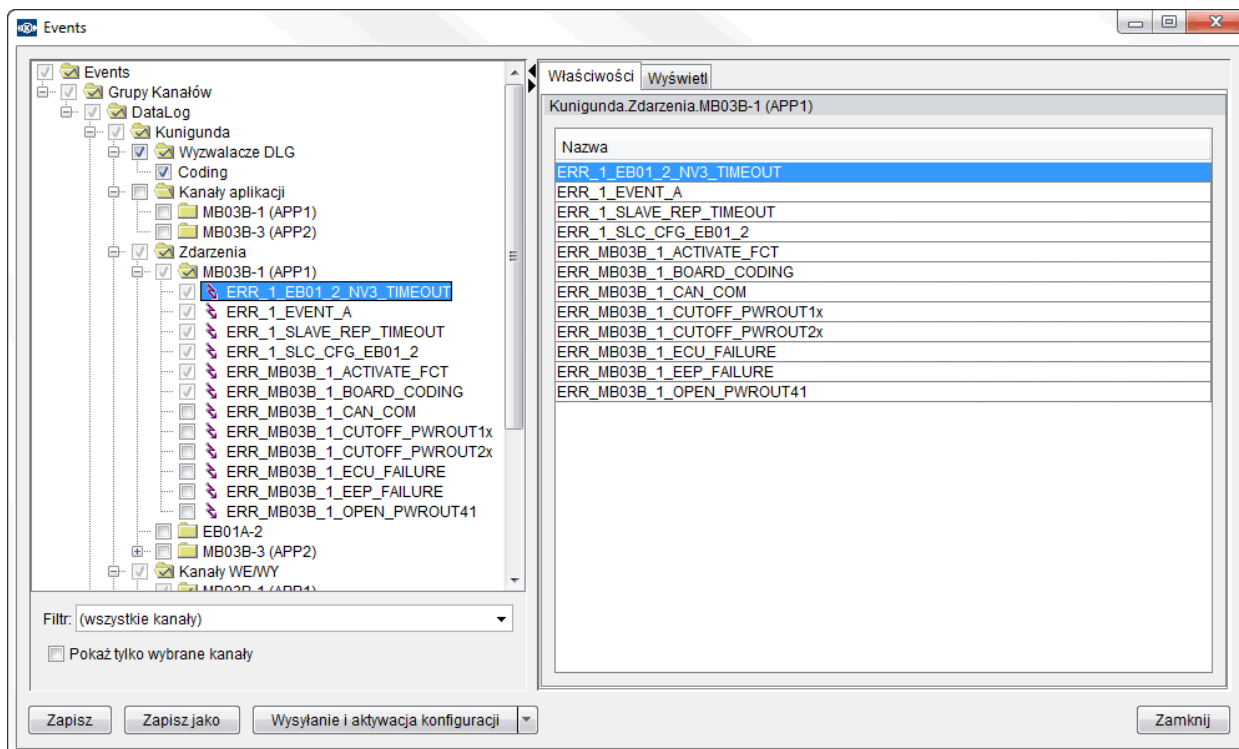 Events
Events
Grupy Kanałów
DataLog
Kunigunda
Wyzwalacze DLG
Coding
Kanały aplikacji
MB03B-1 (APP1)
MB03B-3 (APP2)
Zdarzenia
MB03B-1 (APP1)
ERR_1_EB01_2_NV3_TIMEOUT
ERR_1_EVENT_A
ERR_1_SLAVE_REP_TIMEOUT
ERR_1_SLC_CFG_EB01_2
ERR_MB03B_1_ACTIVATE_FCT
ERR_MB03B_1_BOARD_CODING
ERR_MB03B_1_CAN_COM
ERR_MB03B_1_CUTOFF_PWROUT1x
ERR_MB03B_1_CUTOFF_PWROUT2x
ERR_MB03B_1_ECU_FAILURE
ERR_MB03B_1_EEP_FAILURE
ERR_MB03B_1_OPEN_PWROUT41
EB01A-2
MB03B-3 (APP2)
Kanały WE/WY
MB03B-1 (APP1)
Filtr: (wszystkie kanały)
Pokaż tylko wybrane kanały
Właściwości Wyświetl
Kunigunda.Zdarzenia.MB03B-1 (APP1)
Nazwa
ERR_1_EB01_2_NV3_TIMEOUT
ERR_1_EVENT_A
ERR_1_SLAVE_REP_TIMEOUT
ERR_1_SLC_CFG_EB01_2
ERR_MB03B_1_ACTIVATE_FCT
ERR_MB03B_1_BOARD_CODING
ERR_MB03B_1_CAN_COM
ERR_MB03B_1_CUTOFF_PWROUT1x
ERR_MB03B_1_CUTOFF_PWROUT2x
ERR_MB03B_1_ECU_FAILURE
ERR_MB03B_1_EEP_FAILURE
ERR_MB03B_1_OPEN_PWROUT41
Zapisz Zapisz jako Wysyłanie i aktywacja konfiguracji Zamknij